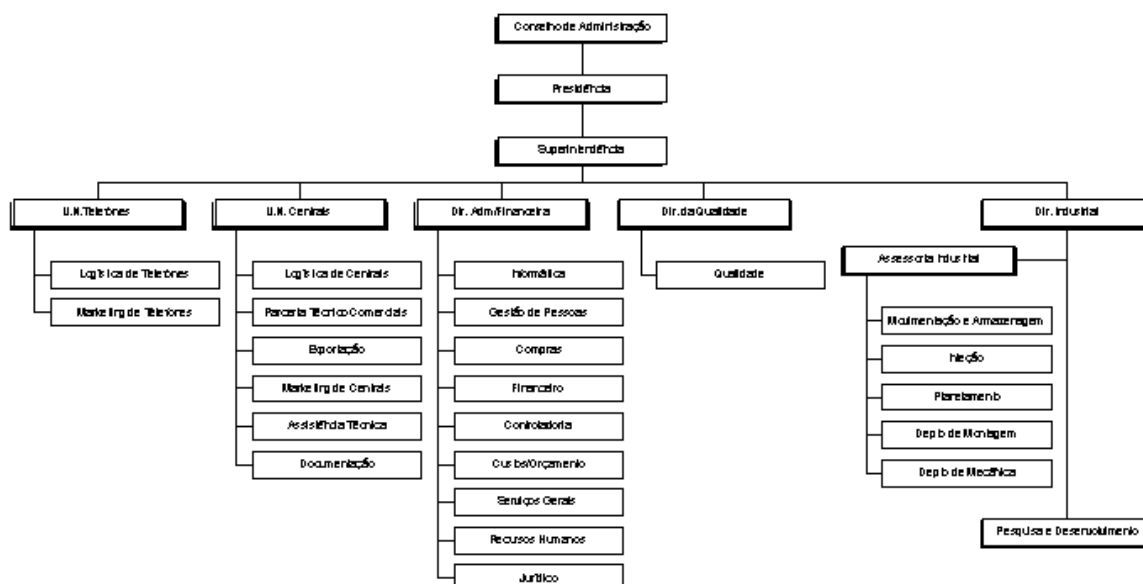 Conselho de Administração
Presidência
Superintendência
U.N. Telefones
U.N. Centrais
Dir. Adm/Financeira
Dir. da Qualidade
Dir. Industrial
Logística de Telefones
Marketing de Telefones
Logística de Centrais
Parceria Técnico Comerciais
Exportação
Marketing de Centrais
Assistência Técnica
Documentação
Informática
Gestão de Pessoas
Compras
Financeiro
Controladoria
Custos/Orçamento
Serviços Gerais
Recursos Humanos
Jurídico
Qualidade
Assessoria Industrial
Movimentação e Armazenagem
Injeção
Planejamento
Depto de Montagem
Depto de Mecânica
Pesquisa e Desenvolvimento